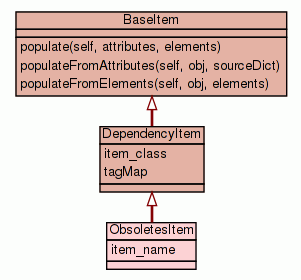 BaseItem
populate(self, attributes, elements)
populateFromAttributes(self, obj, sourceDict)
populateFromElements(self, obj, elements)
DependencyItem
item_class
tagMap
ObsoletesItem
item_name